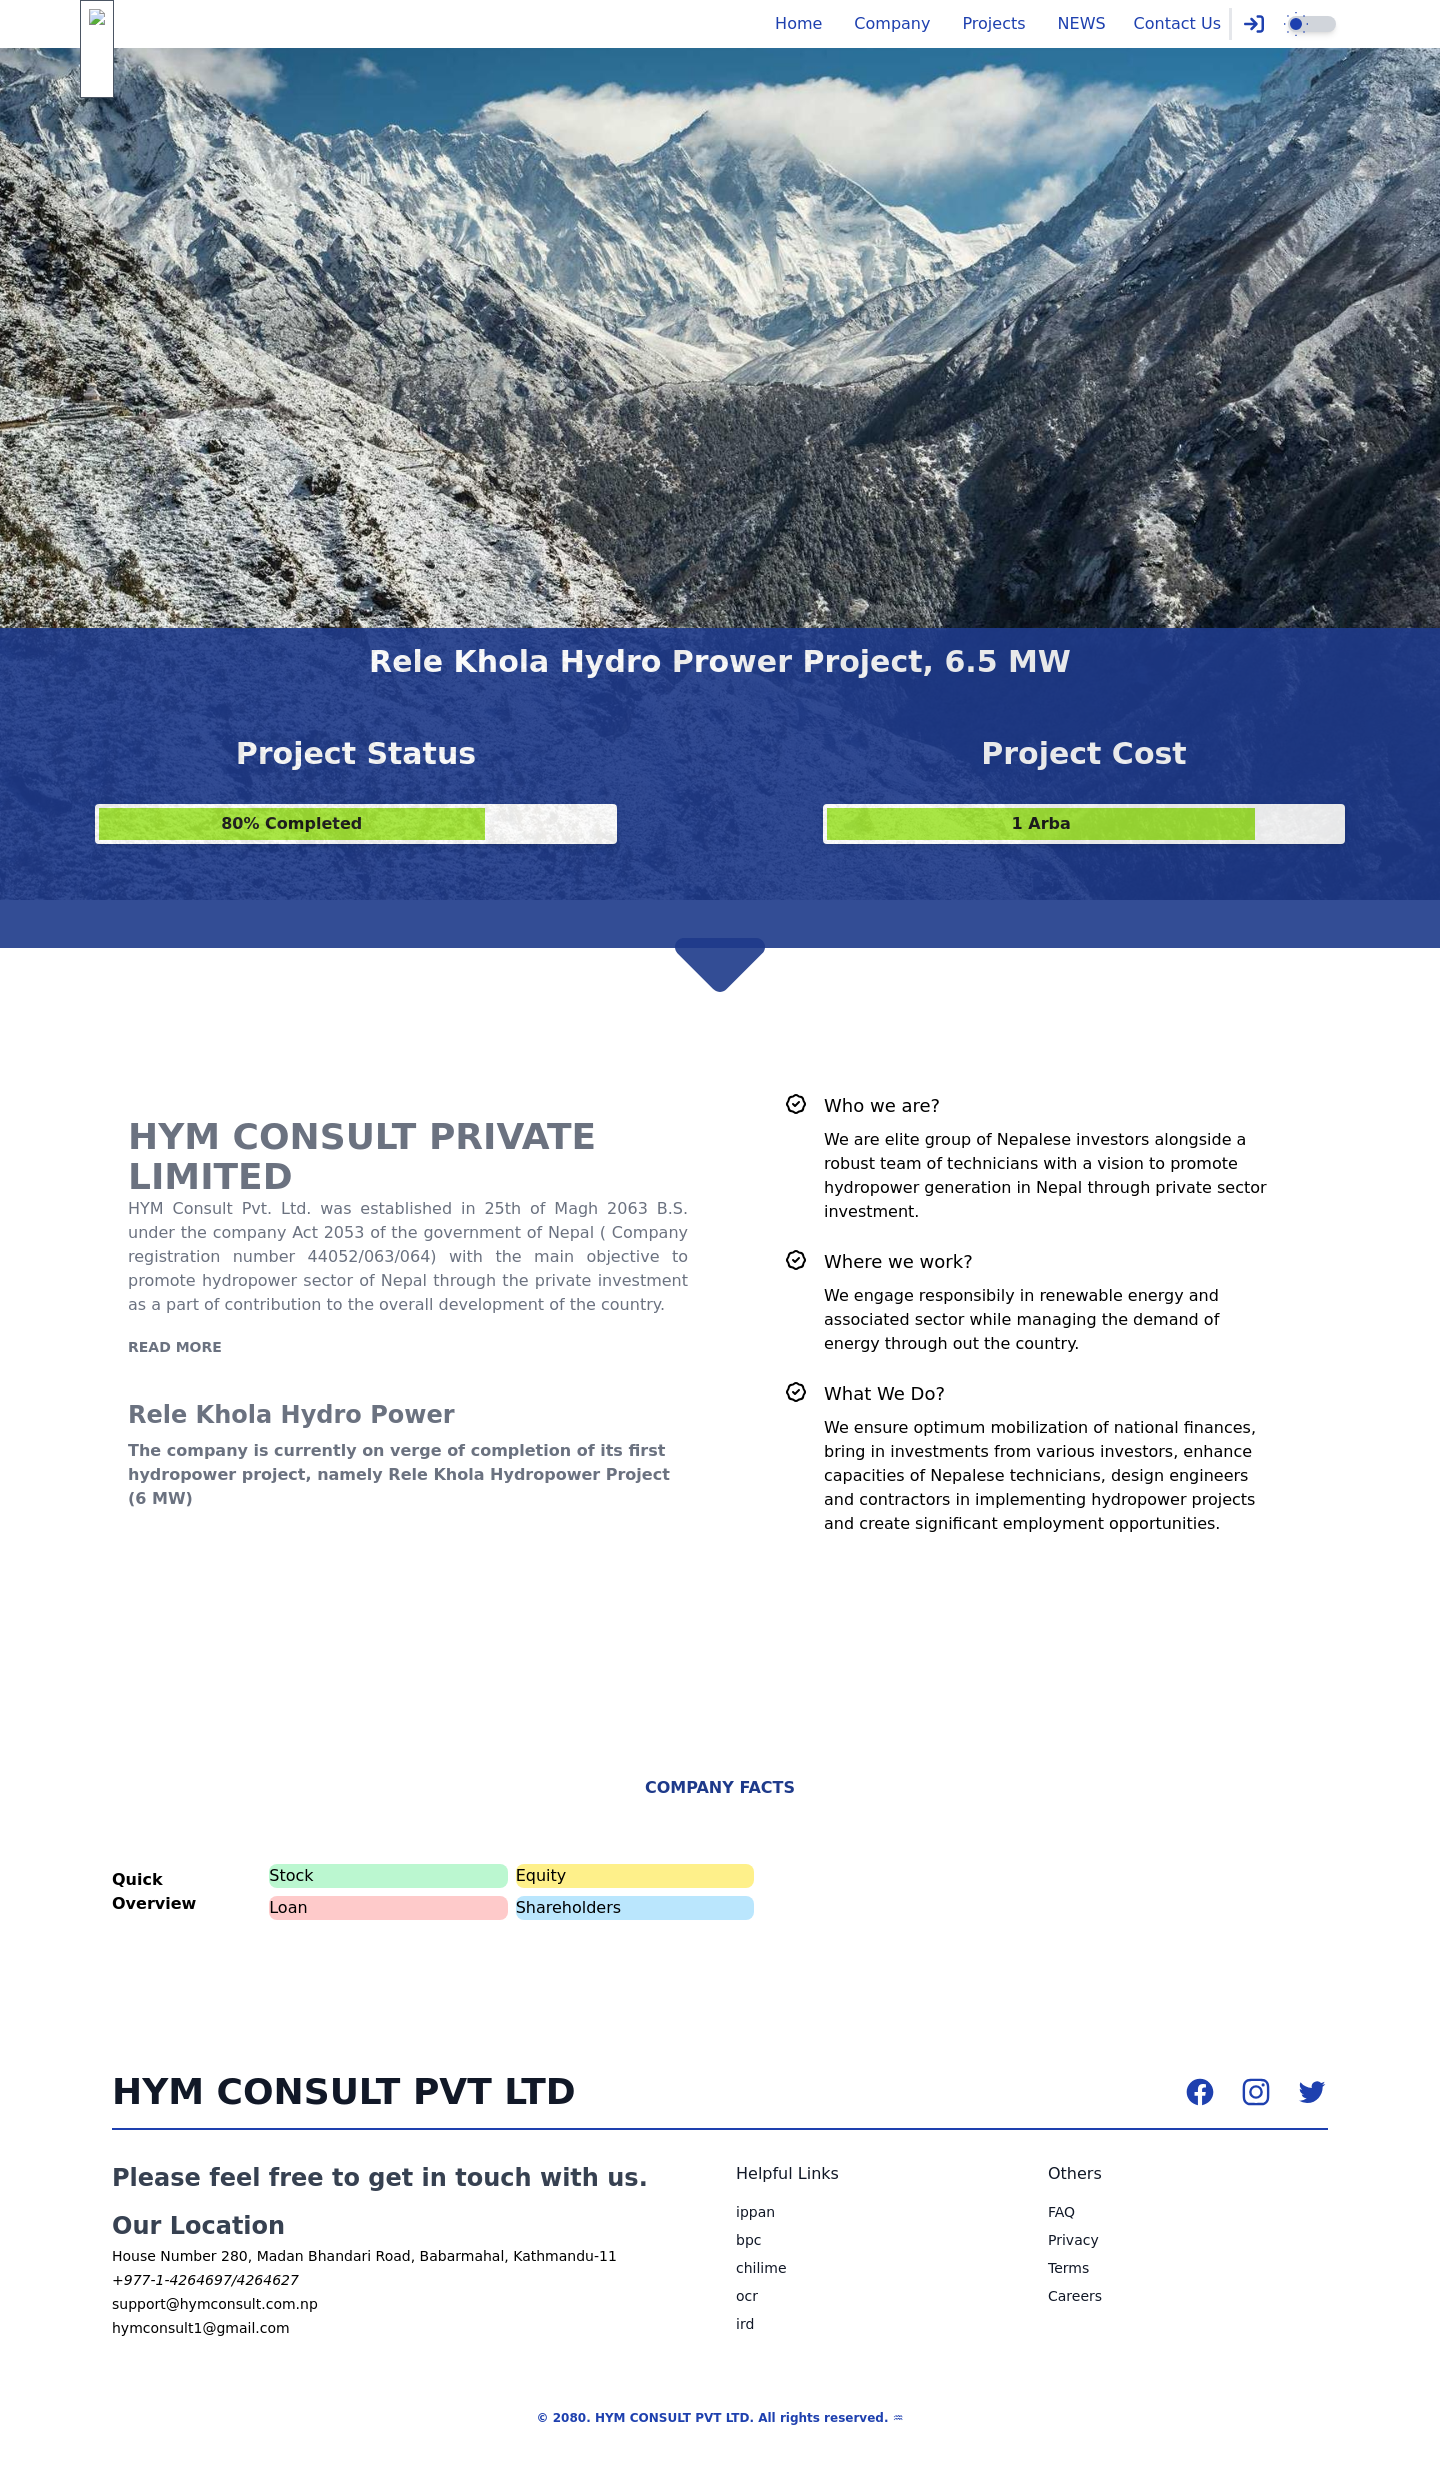 Home Company Projects NEWS Contact Us
Rele Khola Hydro Prower Project, 6.5 MW
Project Status
80% Completed
Project Cost
1 Arba
HYM CONSULT PRIVATE
LIMITED
HYM Consult Pvt. Ltd. was established in 25th of Magh 2063 B.S.
under the company Act 2053 of the government of Nepal ( Company
registration number 44052/063/064) with the main objective to
promote hydropower sector of Nepal through the private investment
as a part of contribution to the overall development of the country.
READ MORE
Rele Khola Hydro Power
The company is currently on verge of completion of its first
hydropower project, namely Rele Khola Hydropower Project
(6 MW)
Who we are?
We are elite group of Nepalese investors alongside a
robust team of technicians with a vision to promote
hydropower generation in Nepal through private sector
investment.
Where we work?
We engage responsibily in renewable energy and
associated sector while managing the demand of
energy through out the country.
What We Do?
We ensure optimum mobilization of national finances,
bring in investments from various investors, enhance
capacities of Nepalese technicians, design engineers
and contractors in implementing hydropower projects
and create significant employment opportunities.
COMPANY FACTS
Quick
Overview
Stock
Equity
Loan
Shareholders
HYM CONSULT PVT LTD
Please feel free to get in touch with us.
Our Location
House Number 280, Madan Bhandari Road, Babarmahal, Kathmandu-11
+977-1-4264697/4264627
support@hymconsult.com.np
hymconsult1@gmail.com
Helpful Links
ippan
bpc
chilime
ocr
ird
Others
FAQ
Privacy
Terms
Careers
© 2080. HYM CONSULT PVT LTD. All rights reserved. ♒